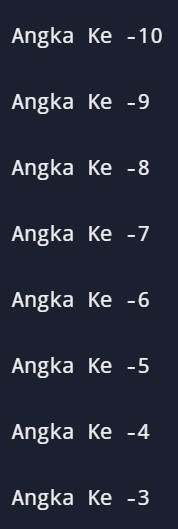 Angka Ke -10
Angka Ke -9
Angka Ke -8
Angka Ke -7
Angka Ke -6
Angka Ke -5
Angka Ke -4
Angka Ke -3